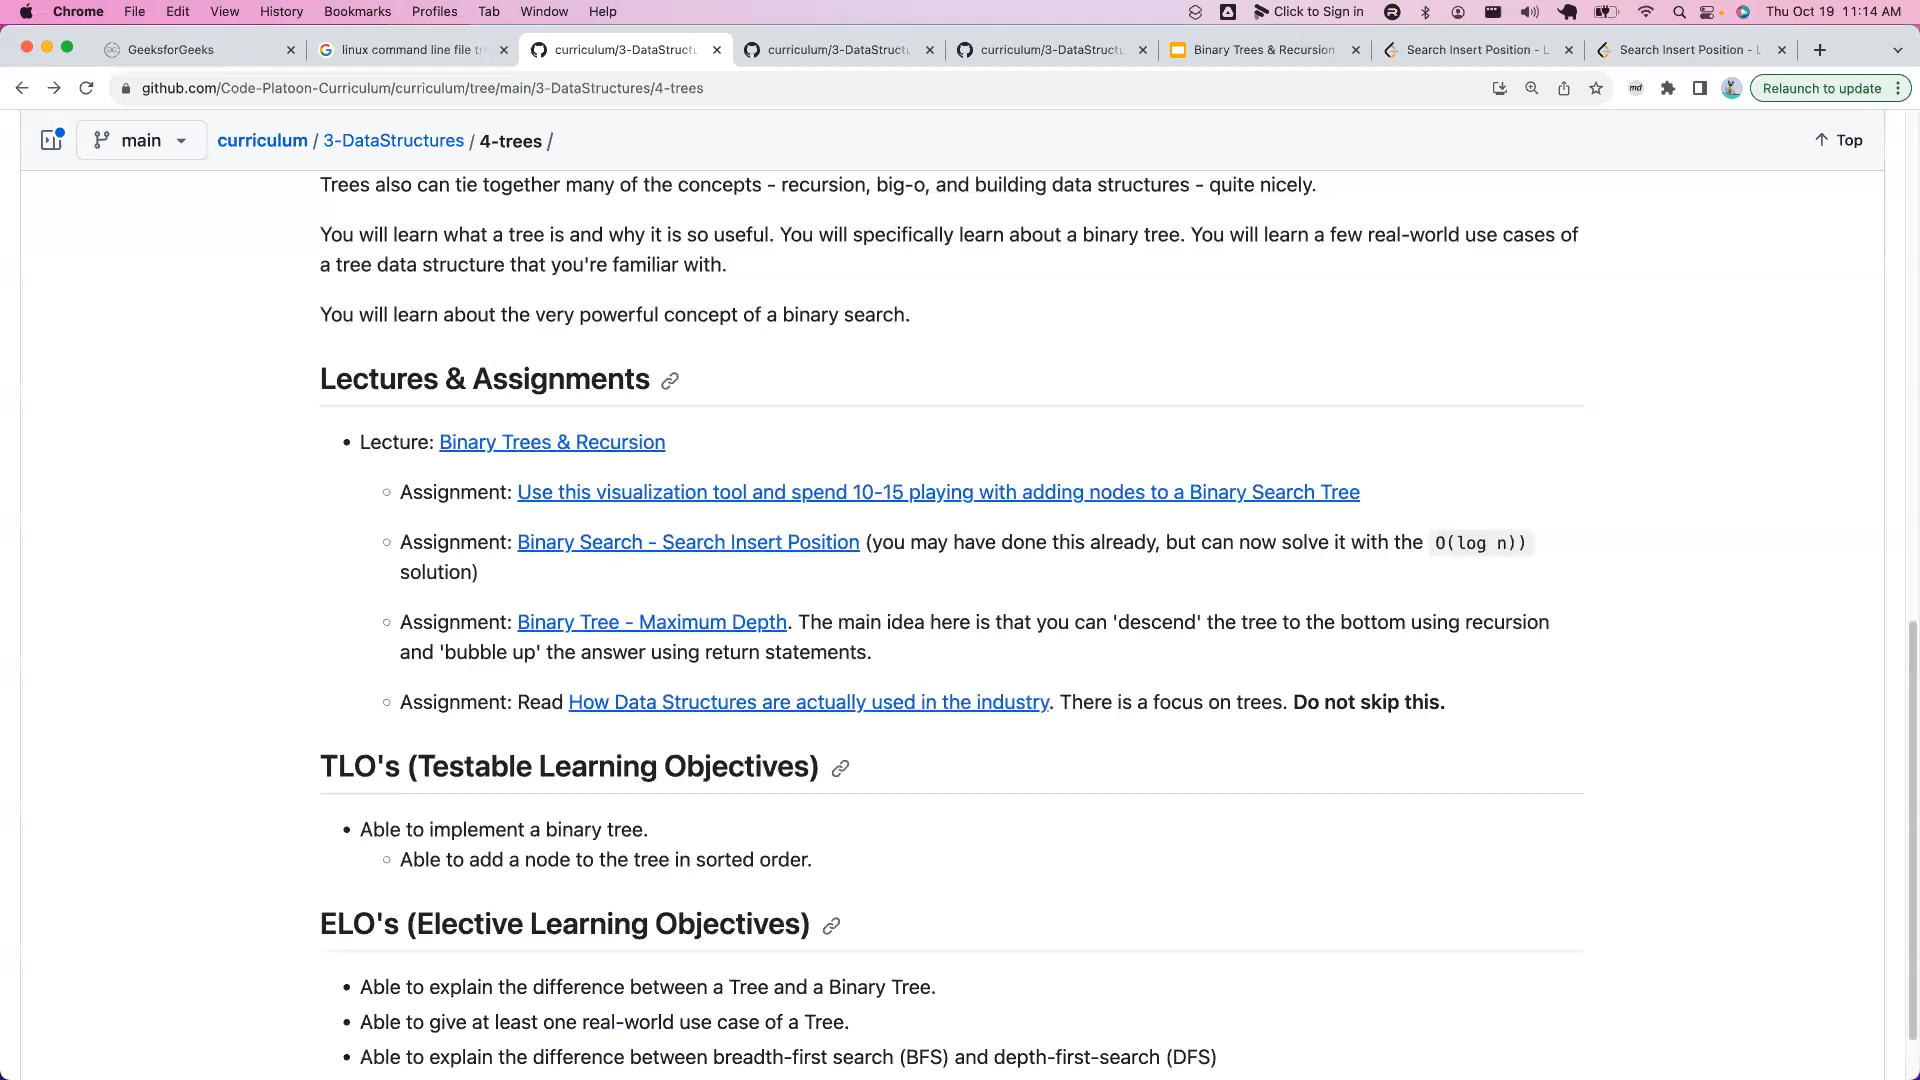 Chrome File Edit View History Bookmarks Profiles Tab Window Help Click to Sign in Thu Oct 19 11:14 AM
GeeksforGeeks linux command line file tr curriculum/3-DataStructu curriculum/3-DataStructu curriculum/3-DataStructu Binary Trees & Recursion Search Insert Position - L Search Insert Position - L
github.com/Code-Platoon-Curriculum/curriculum/tree/main/3-DataStructures/4-trees Relaunch to update
main curriculum / 3-DataStructures / 4-trees / Top
Trees also can tie together many of the concepts - recursion, big-o, and building data structures - quite nicely.
You will learn what a tree is and why it is so useful. You will specifically learn about a binary tree. You will learn a few real-world use cases of
a tree data structure that you're familiar with.
You will learn about the very powerful concept of a binary search.
Lectures & Assignments
• Lecture: Binary Trees & Recursion
◦ Assignment: Use this visualization tool and spend 10-15 playing with adding nodes to a Binary Search Tree
◦ Assignment: Binary Search - Search Insert Position (you may have done this already, but can now solve it with the O(log n))
solution)
◦ Assignment: Binary Tree - Maximum Depth. The main idea here is that you can 'descend' the tree to the bottom using recursion
and 'bubble up' the answer using return statements.
◦ Assignment: Read How Data Structures are actually used in the industry. There is a focus on trees. Do not skip this.
TLO's (Testable Learning Objectives)
• Able to implement a binary tree.
◦ Able to add a node to the tree in sorted order.
ELO's (Elective Learning Objectives)
• Able to explain the difference between a Tree and a Binary Tree.
• Able to give at least one real-world use case of a Tree.
• Able to explain the difference between breadth-first search (BFS) and depth-first-search (DFS)